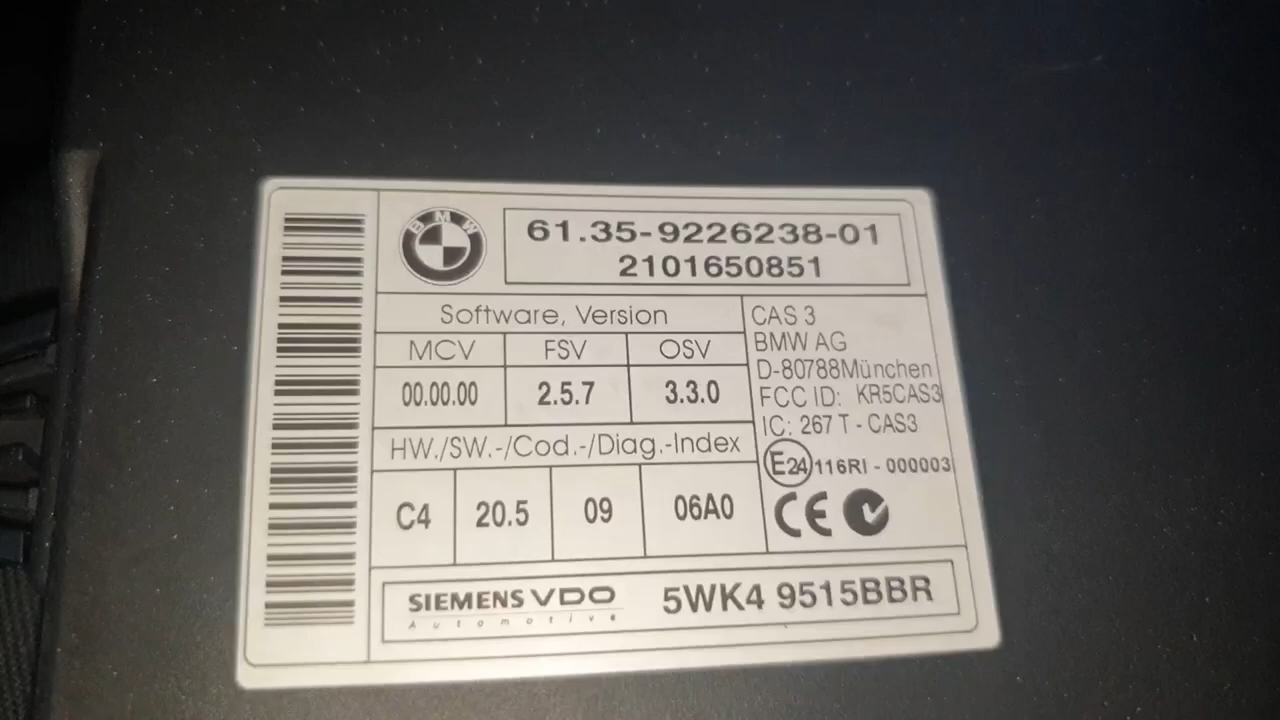 BMW
61.35-9226238-01
2101650851
Software, Version
MCV FSV OSV
00.00.00 2.5.7 3.3.0
HW./SW.-/Cod.-/Diag.-Index
C4 20.5 09 06A0
CAS 3
BMW AG
D-80788München
FCC ID: KR5CAS3
IC: 267 T - CAS3
E24 116RI - 000003
CE
SIEMENS VDO
Automotive
5WK4 9515BBR